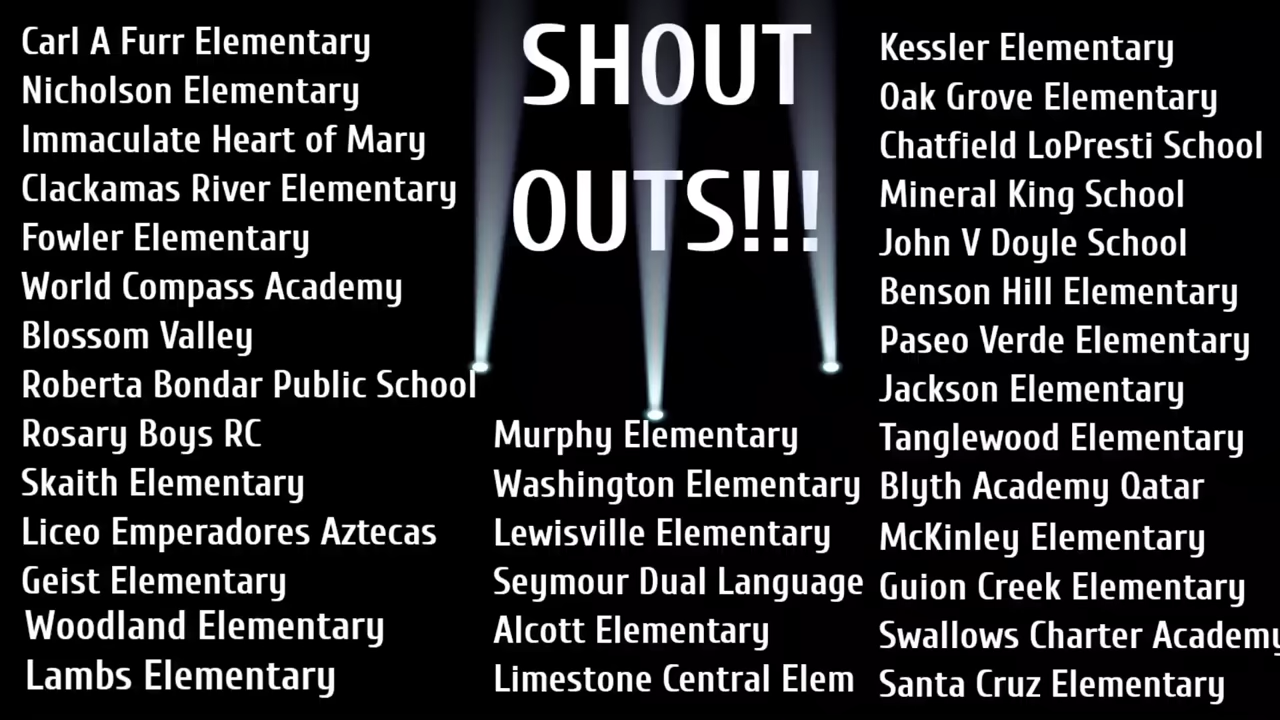 Carl A Furr Elementary
Nicholson Elementary
Immaculate Heart of Mary
Clackamas River Elementary
Fowler Elementary
World Compass Academy
Blossom Valley
Roberta Bondar Public School
Rosary Boys RC
Skaith Elementary
Liceo Emperadores Aztecas
Geist Elementary
Woodland Elementary
Lambs Elementary
SHOUT
OUTS!!!
Murphy Elementary
Washington Elementary
Lewisville Elementary
Seymour Dual Language
Alcott Elementary
Limestone Central Elem
Kessler Elementary
Oak Grove Elementary
Chatfield LoPresti School
Mineral King School
John V Doyle School
Benson Hill Elementary
Paseo Verde Elementary
Jackson Elementary
Tanglewood Elementary
Blyth Academy Qatar
McKinley Elementary
Guion Creek Elementary
Swallows Charter Academy
Santa Cruz Elementary